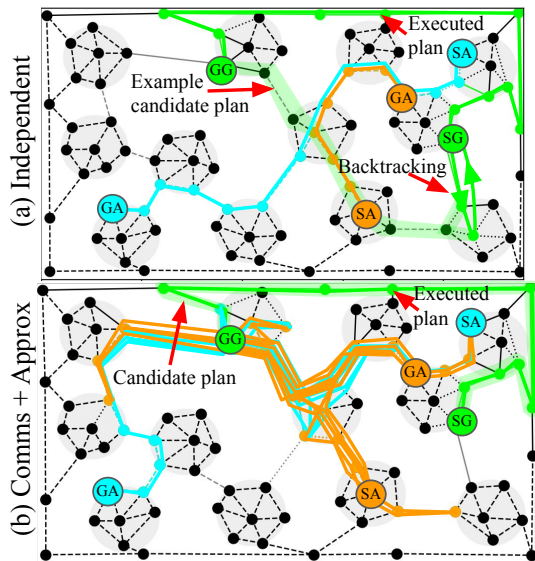 (a) Independent
Executed
plan
SA
GG
Example
candidate plan
GA
SG
Backtracking
GA
SA
(b) Comms + Approx
Executed
plan
SA
GG
Candidate plan
GA
SG
GA
SA